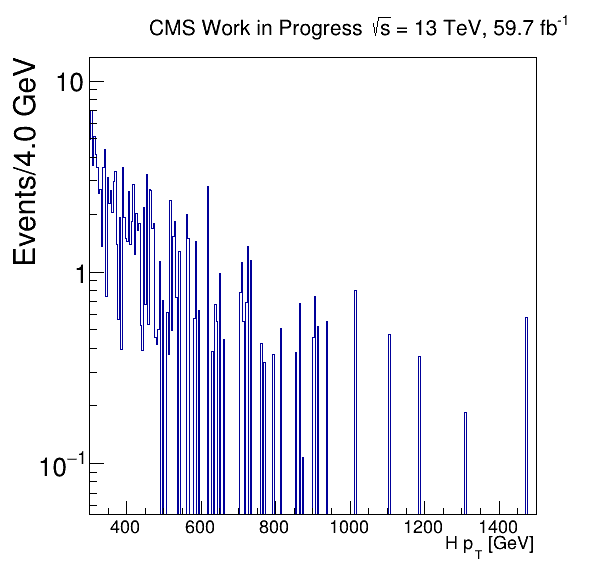 CMS Work in Progress √s = 13 TeV, 59.7 fb⁻¹
Events/4.0 GeV
10
1
10⁻¹
400 600 800 1000 1200 1400
H p_T [GeV]